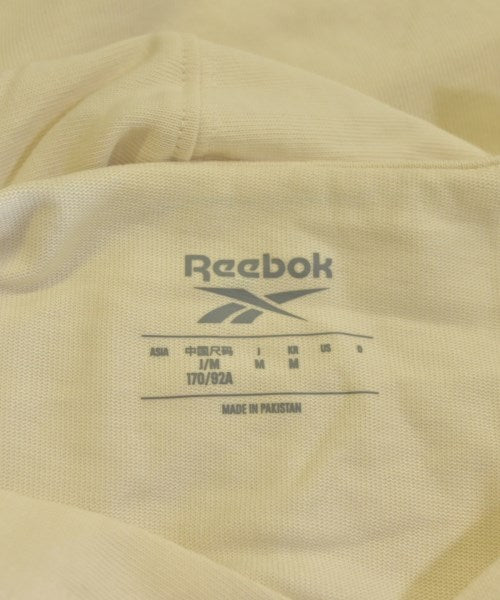 Reebok
ASIA 中国尺码 J KR US D
J/M M M
170/92A
MADE IN PAKISTAN